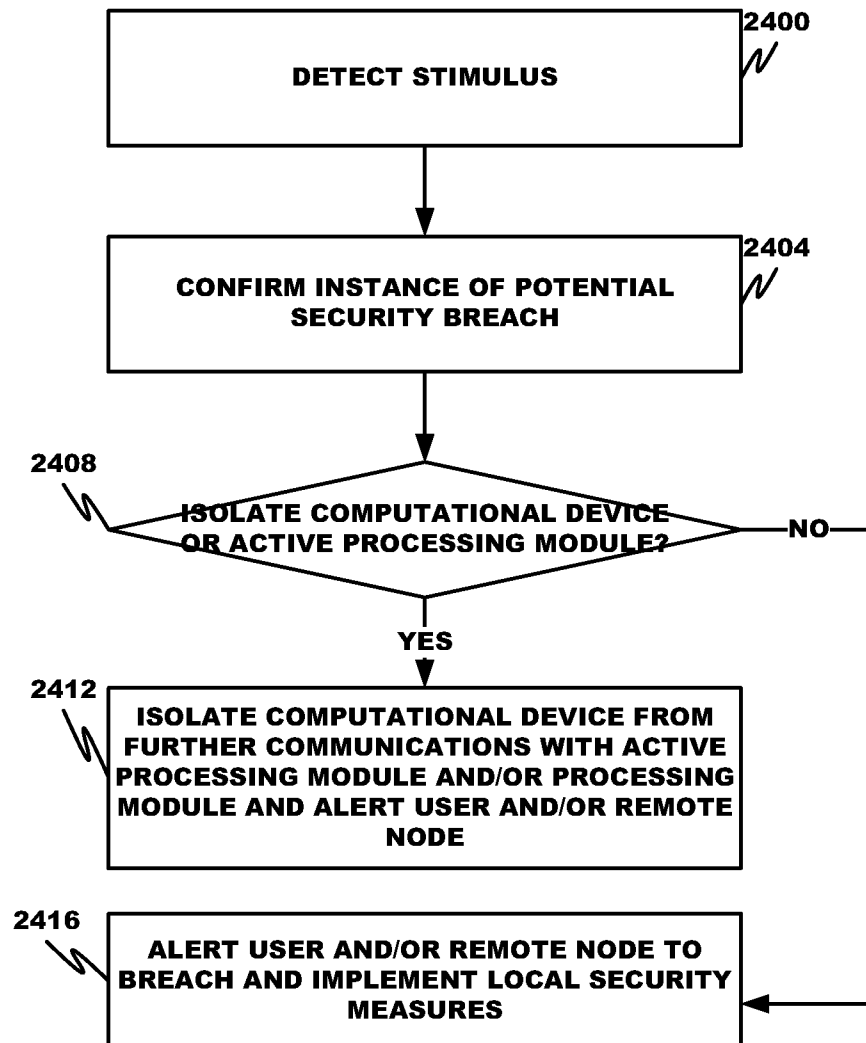 2400
DETECT STIMULUS
2404
CONFIRM INSTANCE OF POTENTIAL
SECURITY BREACH
2408
ISOLATE COMPUTATIONAL DEVICE
OR ACTIVE PROCESSING MODULE?
NO
YES
2412
ISOLATE COMPUTATIONAL DEVICE FROM
FURTHER COMMUNICATIONS WITH ACTIVE
PROCESSING MODULE AND/OR PROCESSING
MODULE AND ALERT USER AND/OR REMOTE
NODE
2416
ALERT USER AND/OR REMOTE NODE TO
BREACH AND IMPLEMENT LOCAL SECURITY
MEASURES